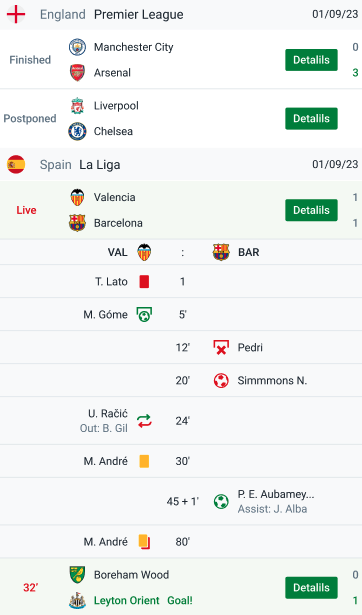 England Premier League 01/09/23
Finished Manchester City Detalils 0
Arsenal 3
Postponed Liverpool Detalils
Chelsea
Spain La Liga 01/09/23
Live Valencia Detalils 1
Barcelona 1
VAL : BAR
T. Lato 1
M. Góme 5'
12' Pedri
20' Simmmons N.
U. Račić 24'
Out: B. Gil
M. André 30'
45 + 1' P. E. Aubamey...
Assist: J. Alba
M. André 80'
32' Boreham Wood Detalils 0
Leyton Orient Goal! 1